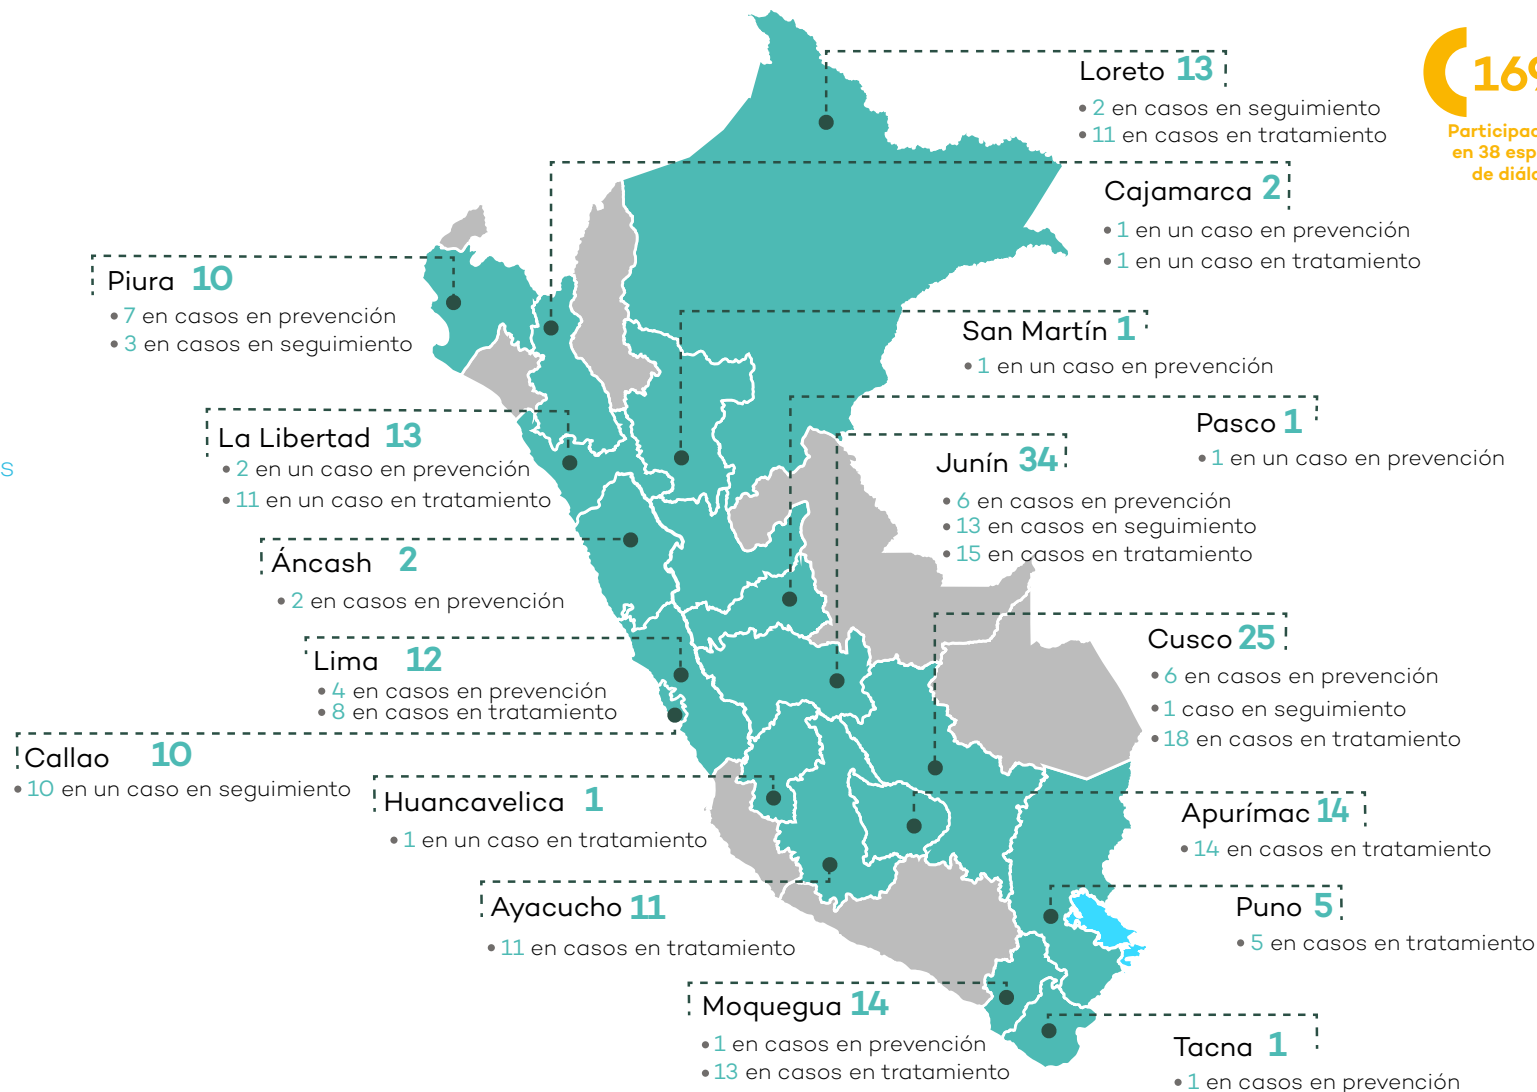 Loreto 13
• 2 en casos en seguimiento
• 11 en casos en tratamiento
169
en 38
de
Cajamarca 2
• 1 en un caso en prevención
• 1 en un caso en tratamiento
Piura 10
• 7 en casos en prevención
• 3 en casos en seguimiento
San Martín 1
• 1 en un caso en prevención
La Libertad 13
• 2 en un caso en prevención
• 11 en un caso en tratamiento
Pasco 1
• 1 en un caso en prevención
Junín 34
• 6 en casos en prevención
• 13 en casos en seguimiento
• 15 en casos en tratamiento
Áncash 2
• 2 en casos en prevención
Lima 12
• 4 en casos en prevención
• 8 en casos en tratamiento
Cusco 25
• 6 en casos en prevención
• 1 caso en seguimiento
• 18 en casos en tratamiento
Callao 10
• 10 en un caso en seguimiento
Huancavelica 1
• 1 en un caso en tratamiento
Apurímac 14
• 14 en casos en tratamiento
Ayacucho 11
• 11 en casos en tratamiento
Puno 5
• 5 en casos en tratamiento
Moquegua 14
• 1 en casos en prevención
• 13 en casos en tratamiento
Tacna 1
• 1 en casos en prevención